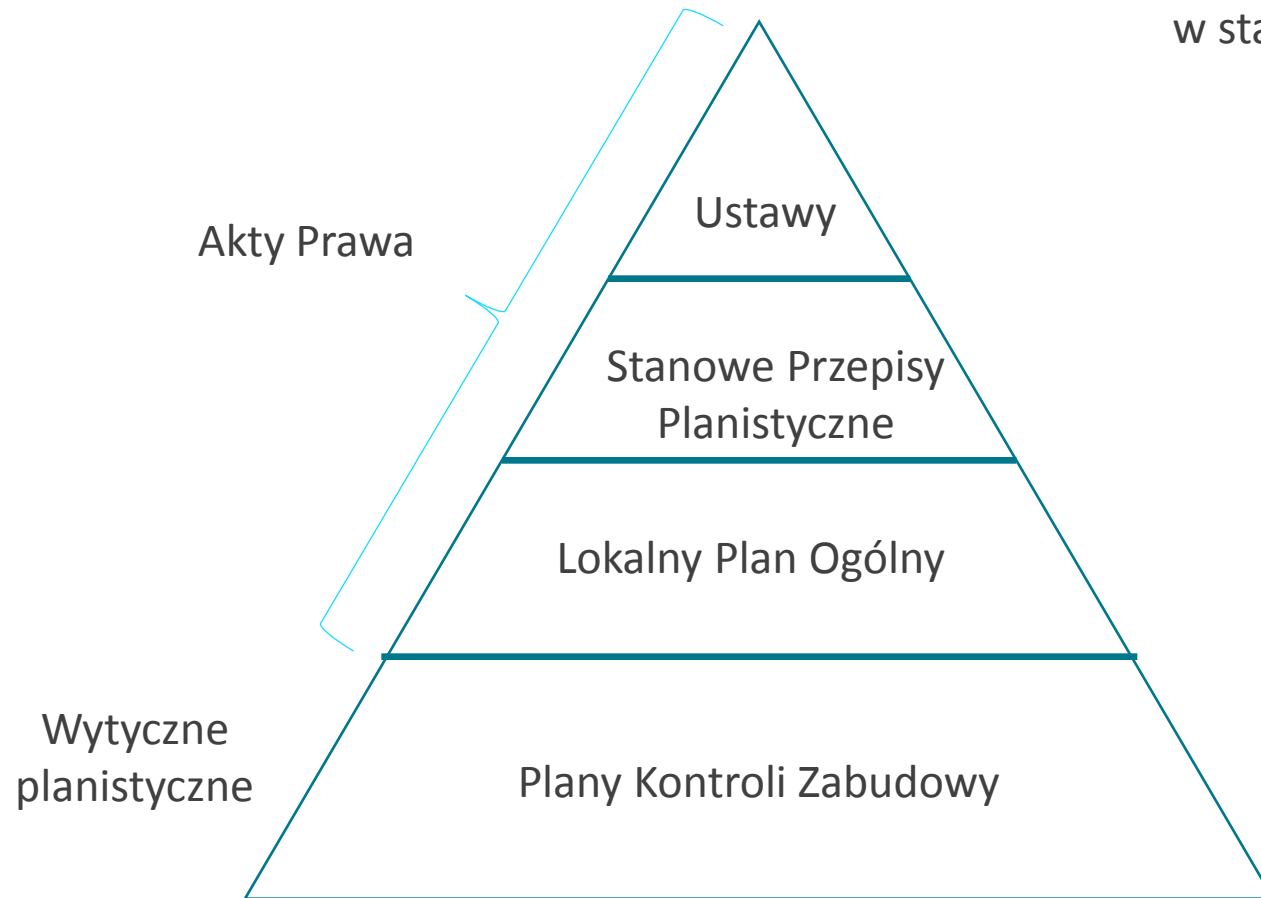 w sta
Ustawy
Akty Prawa
Stanowe Przepisy
Planistyczne
Lokalny Plan Ogólny
Wytyczne
planistyczne
Plany Kontroli Zabudowy